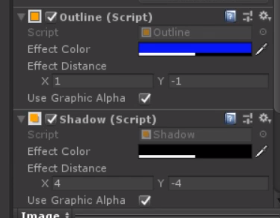 Outline (Script)
Script Outline
Effect Color
Effect Distance
X 1 Y -1
Use Graphic Alpha
Shadow (Script)
Script Shadow
Effect Color
Effect Distance
X 4 Y -4
Use Graphic Alpha
Image